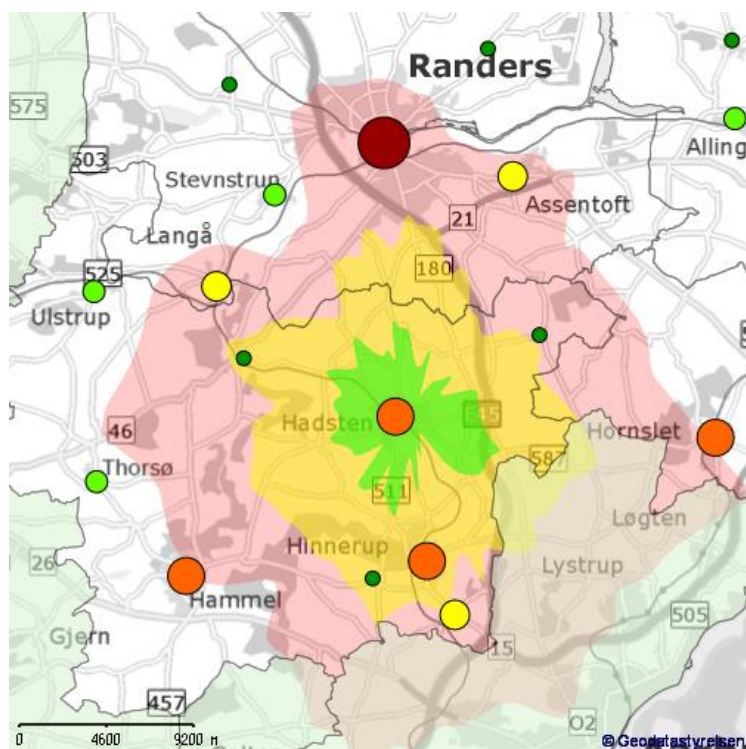 Randers
575
503
Stevnstrup
Alling
Assentoft
21
Langå
180
525
Ulstrup
Hadsten
E45
46
Hornslet
587
Thorsø
511
Løgten
Hinnerup
26
Lystrup
Hammel
505
Gjern
15
457
O2
0 4600 9200 M